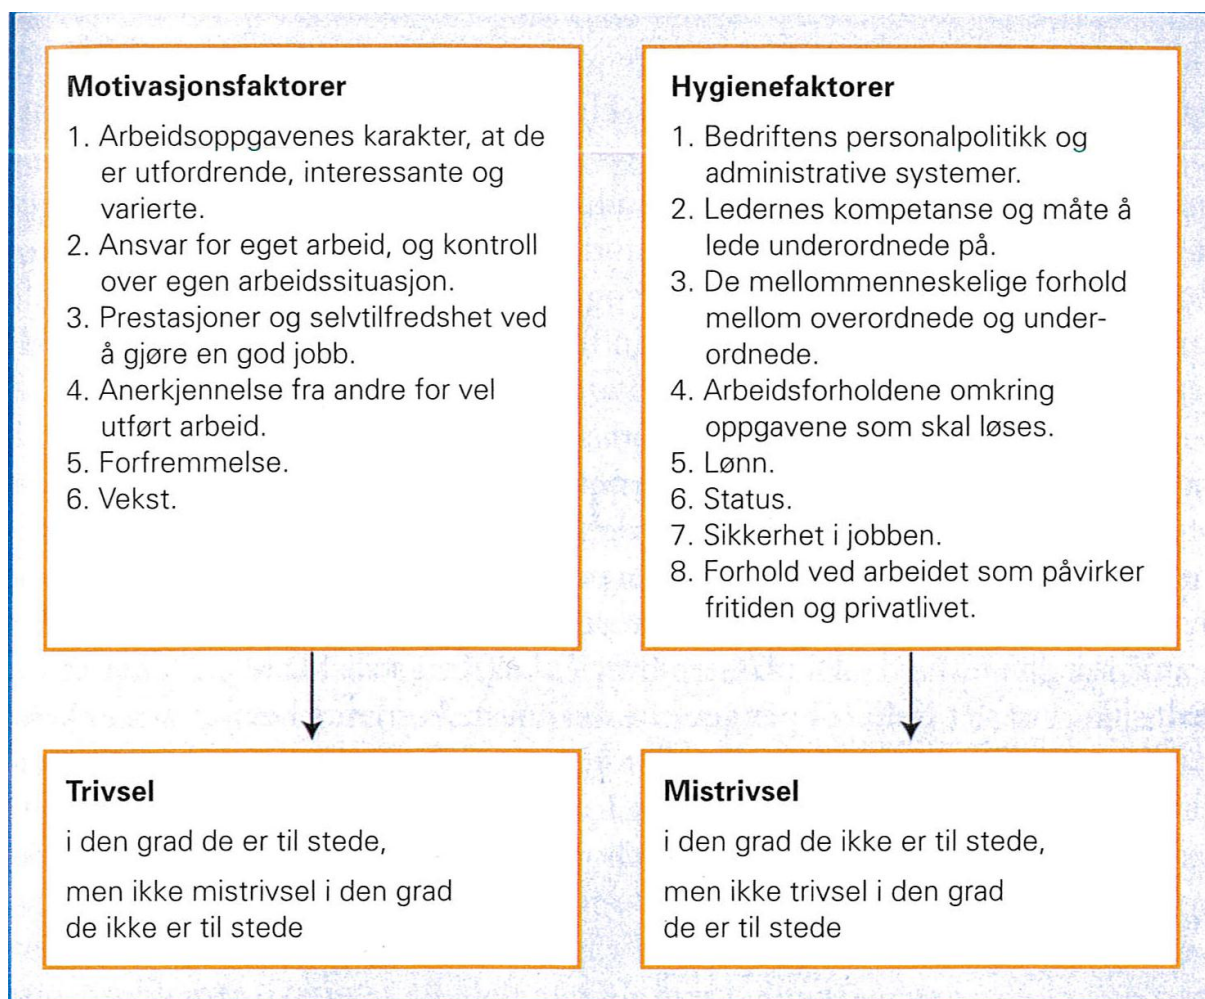 Motivasjonsfaktorer
1. Arbeidsoppgavenes karakter, at de
er utfordrende, interessante og
varierte.
2. Ansvar for eget arbeid, og kontroll
over egen arbeidssituasjon.
3. Prestasjoner og selvtilfredshet ved
å gjøre en god jobb.
4. Anerkjennelse fra andre for vel
utført arbeid.
5. Forfremmelse.
6. Vekst.
Hygienefaktorer
1. Bedriftens personalpolitikk og
administrative systemer.
2. Ledernes kompetanse og måte å
lede underordnede på.
3. De mellommenneskelige forhold
mellom overordnede og under-
ordnede.
4. Arbeidsforholdene omkring
oppgavene som skal løses.
5. Lønn.
6. Status.
7. Sikkerhet i jobben.
8. Forhold ved arbeidet som påvirker
fritiden og privatlivet.
Trivsel
i den grad de er til stede,
men ikke mistrivsel i den grad
de ikke er til stede
Mistrivsel
i den grad de ikke er til stede,
men ikke trivsel i den grad
de er til stede